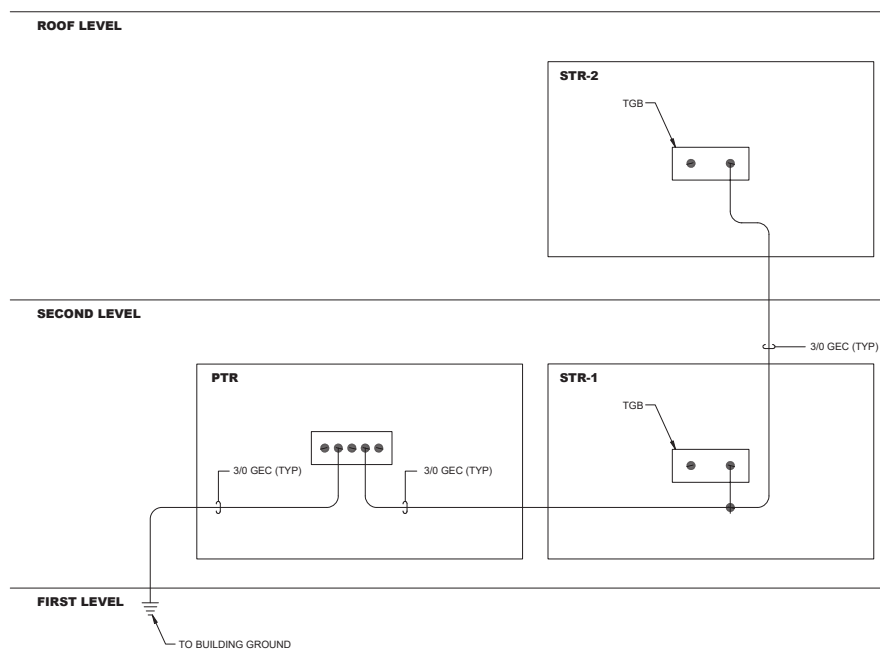 ROOF LEVEL
STR-2
TGB
SECOND LEVEL
3/0 GEC (TYP)
PTR
STR-1
TGB
3/0 GEC (TYP)
3/0 GEC (TYP)
FIRST LEVEL
TO BUILDING GROUND